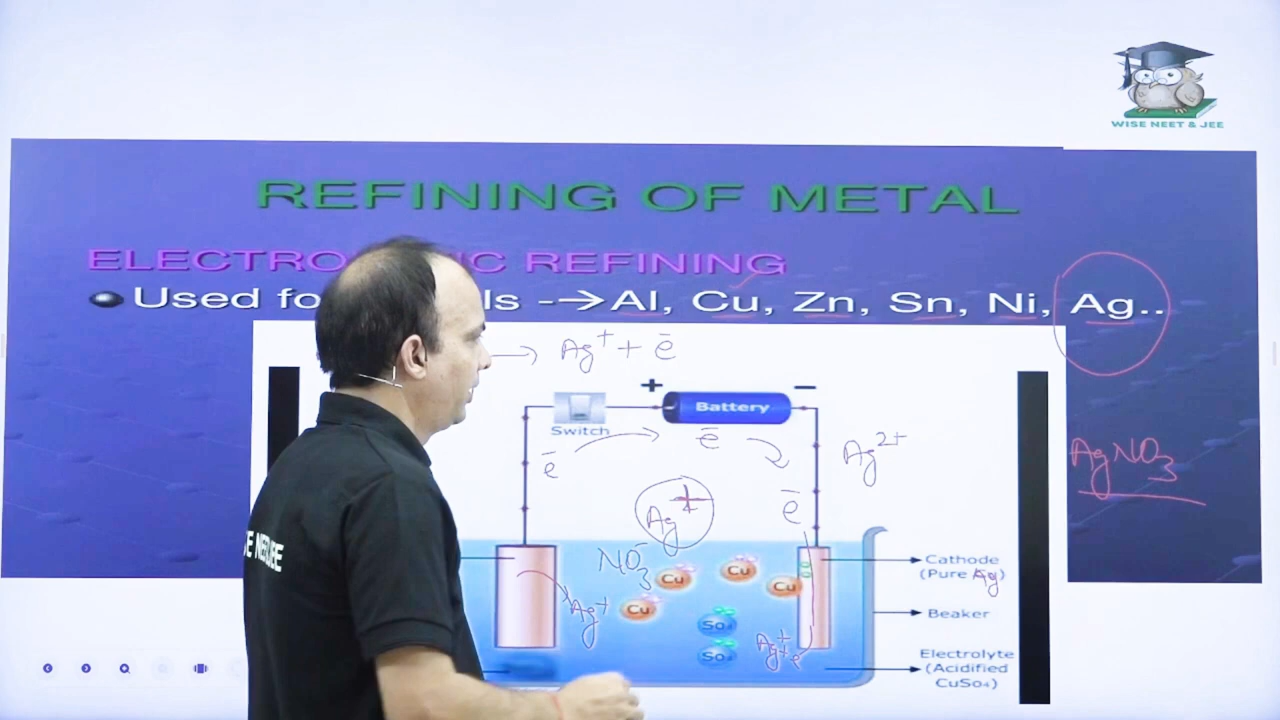 WISE NEET & JEE
REFINING OF METAL
ELECTRO IC REFINING
Used fo ls -→ Al, Cu, Zn, Sn, Ni, Ag..
→ Ag⁺ + ē
+ Battery −
Switch
ē ē
Ag²⁺
AgNO₃
Ag⁺
ē
NO₃⁻
Cu
Cu
Cu
Cu
Cathode
(Pure Ag)
Ag⁺
So₄
So₄
Ag⁺+e⁻
Beaker
Electrolyte
(Acidified
CuSo₄)